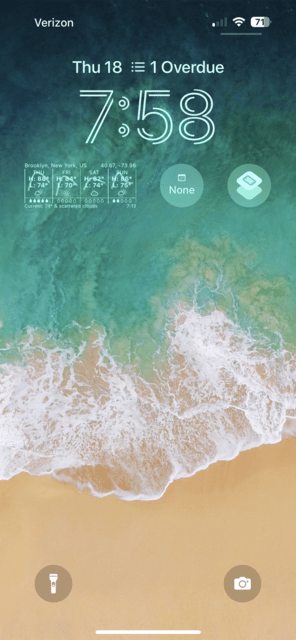 Verizon 71
Thu 18 1 Overdue
7:58
Brooklyn, New York, US 40.67, -73.96
THU FRI SAT SUN
H: 88° H: 84° H: 82° H: 86°
L: 74° L: 70° L: 74° L: 75°
Current: 74° & scattered clouds 7:13
None